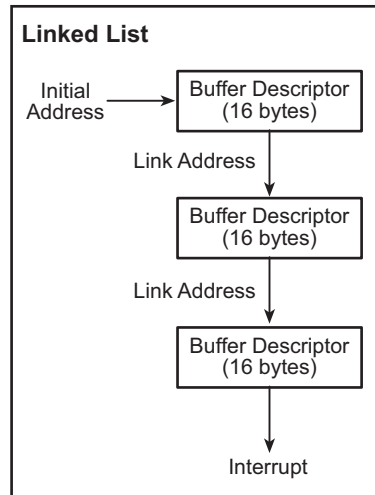 Linked List
Initial
Address
Buffer Descriptor
(16 bytes)
Link Address
Buffer Descriptor
(16 bytes)
Link Address
Buffer Descriptor
(16 bytes)
Interrupt